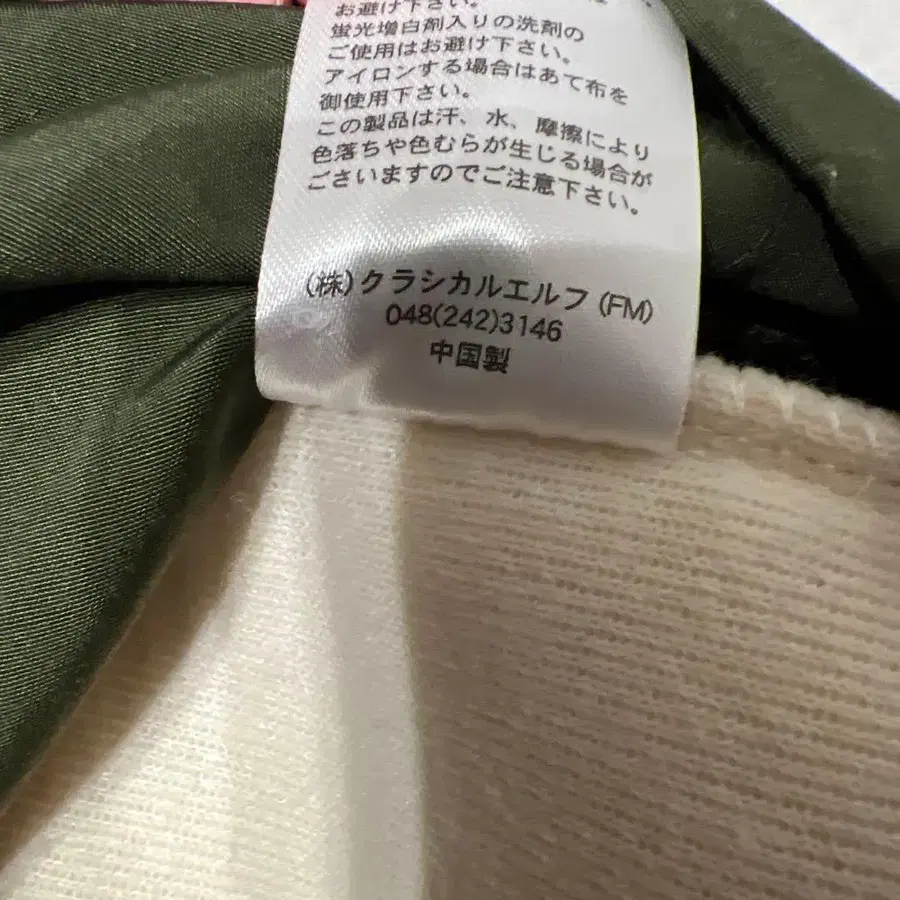 お避け下さい。
蛍光増白剤入りの洗剤の
ご使用はお避け下さい。
アイロンする場合はあて布を
御使用下さい。
この製品は汗、水、摩擦により
色落ちや色むらが生じる場合が
ございますのでご注意下さい。
(株)クラシカルエルフ(FM)
048(242)3146
中国製